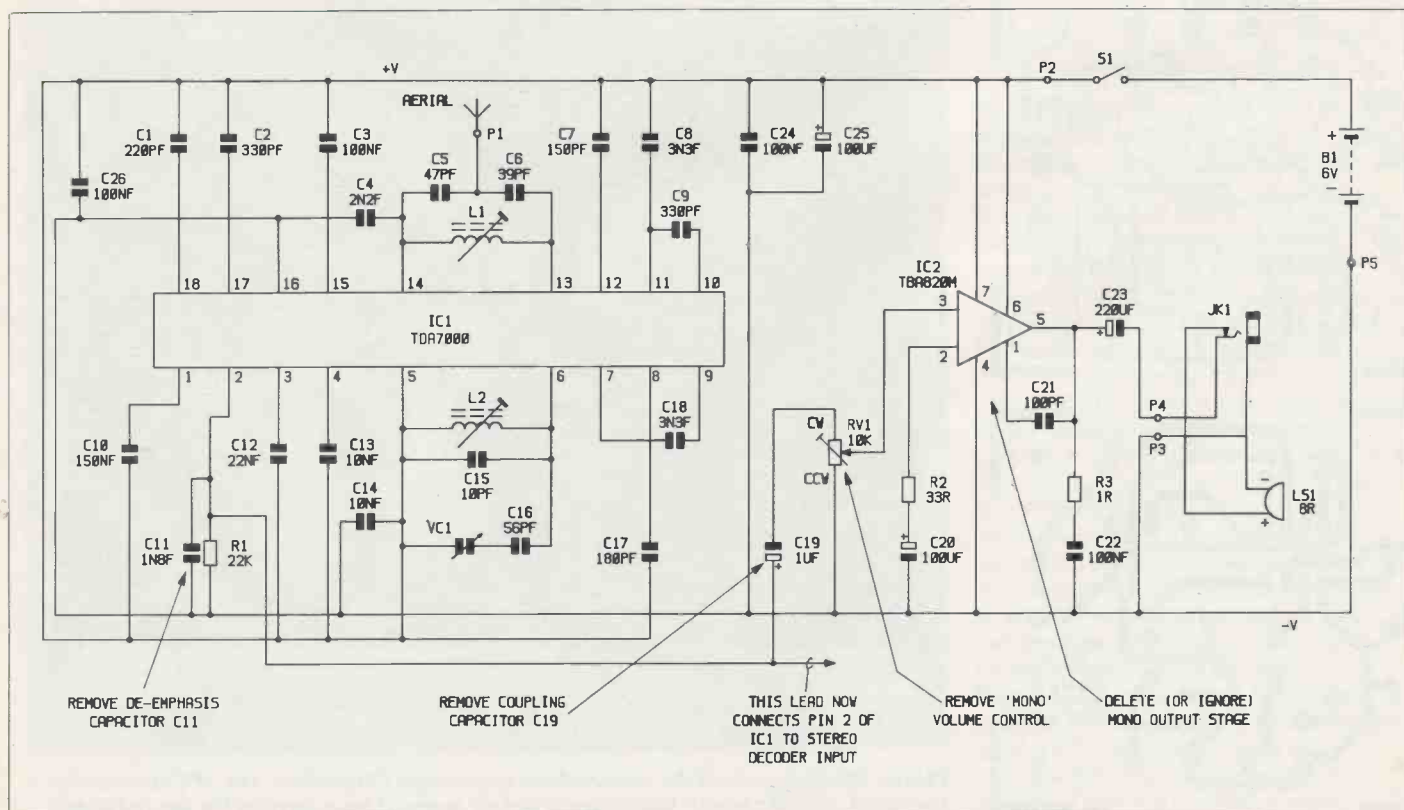 +V
P2
S1
AERIAL
P1
C1
220PF
C2
330PF
C3
100NF
C7
150PF
C8
3N3F
C24
100NF
C25
100UF
+
B1
6V
C26
100NF
C4
2N2F
C5
47PF
C6
39PF
L1
C9
330PF
P5
18
17
16
15
14
13
12
11
10
IC1
TDA7000
1
2
3
4
5
6
7
8
9
IC2
TBA820M
3
2
7
6
5
1
4
C23
220UF
+
JK1
C21
100PF
P4
P3
L2
C18
3N3F
C10
150NF
C12
22NF
C13
10NF
C15
10PF
C14
10NF
VC1
C16
56PF
C17
180PF
CW
RV1
10K
CCW
R2
33R
R3
1R
LS1
8R
-
+
C11
1N8F
R1
22K
C19
1UF
+
+
C20
100UF
C22
100NF
-V
REMOVE DE-EMPHASIS
CAPACITOR C11
REMOVE COUPLING
CAPACITOR C19
THIS LEAD NOW
CONNECTS PIN 2 OF
IC1 TO STEREO
DECODER INPUT
REMOVE 'MONO'
VOLUME CONTROL
DELETE (OR IGNORE)
MONO OUTPUT STAGE